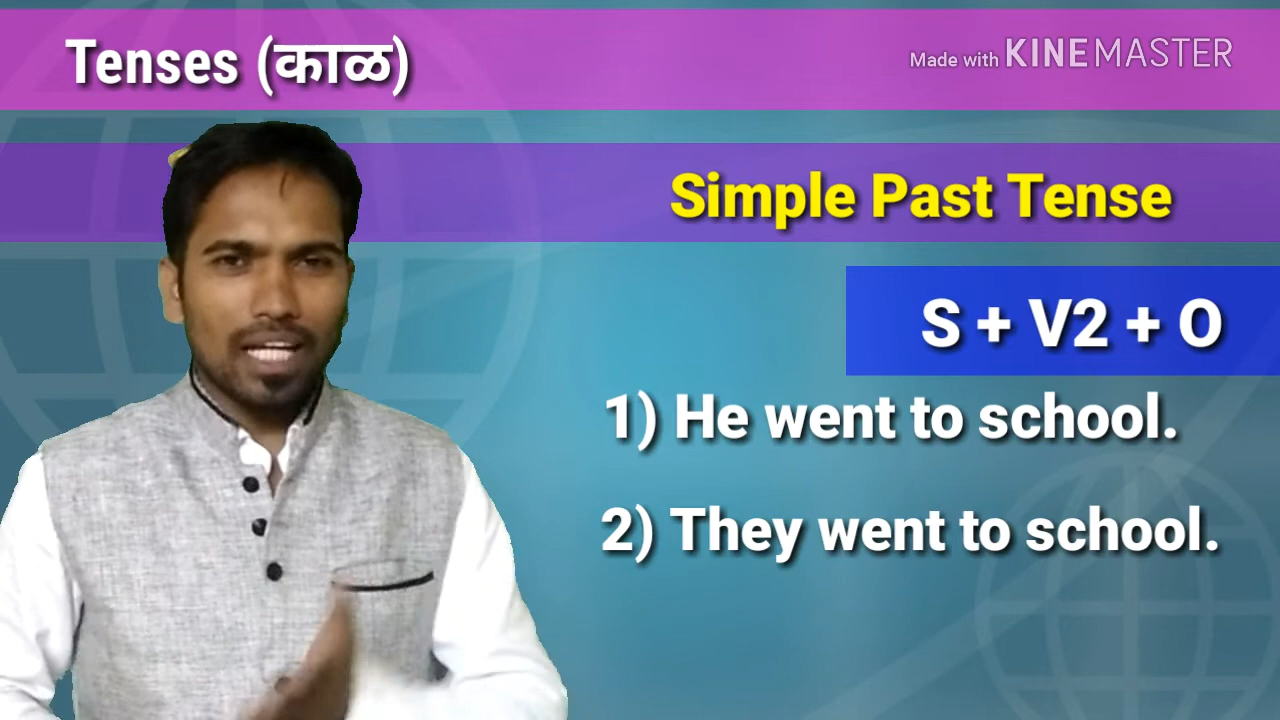 Tenses (काळ)
Made with KINEMASTER
Simple Past Tense
S + V2 + O
1) He went to school.
2) They went to school.